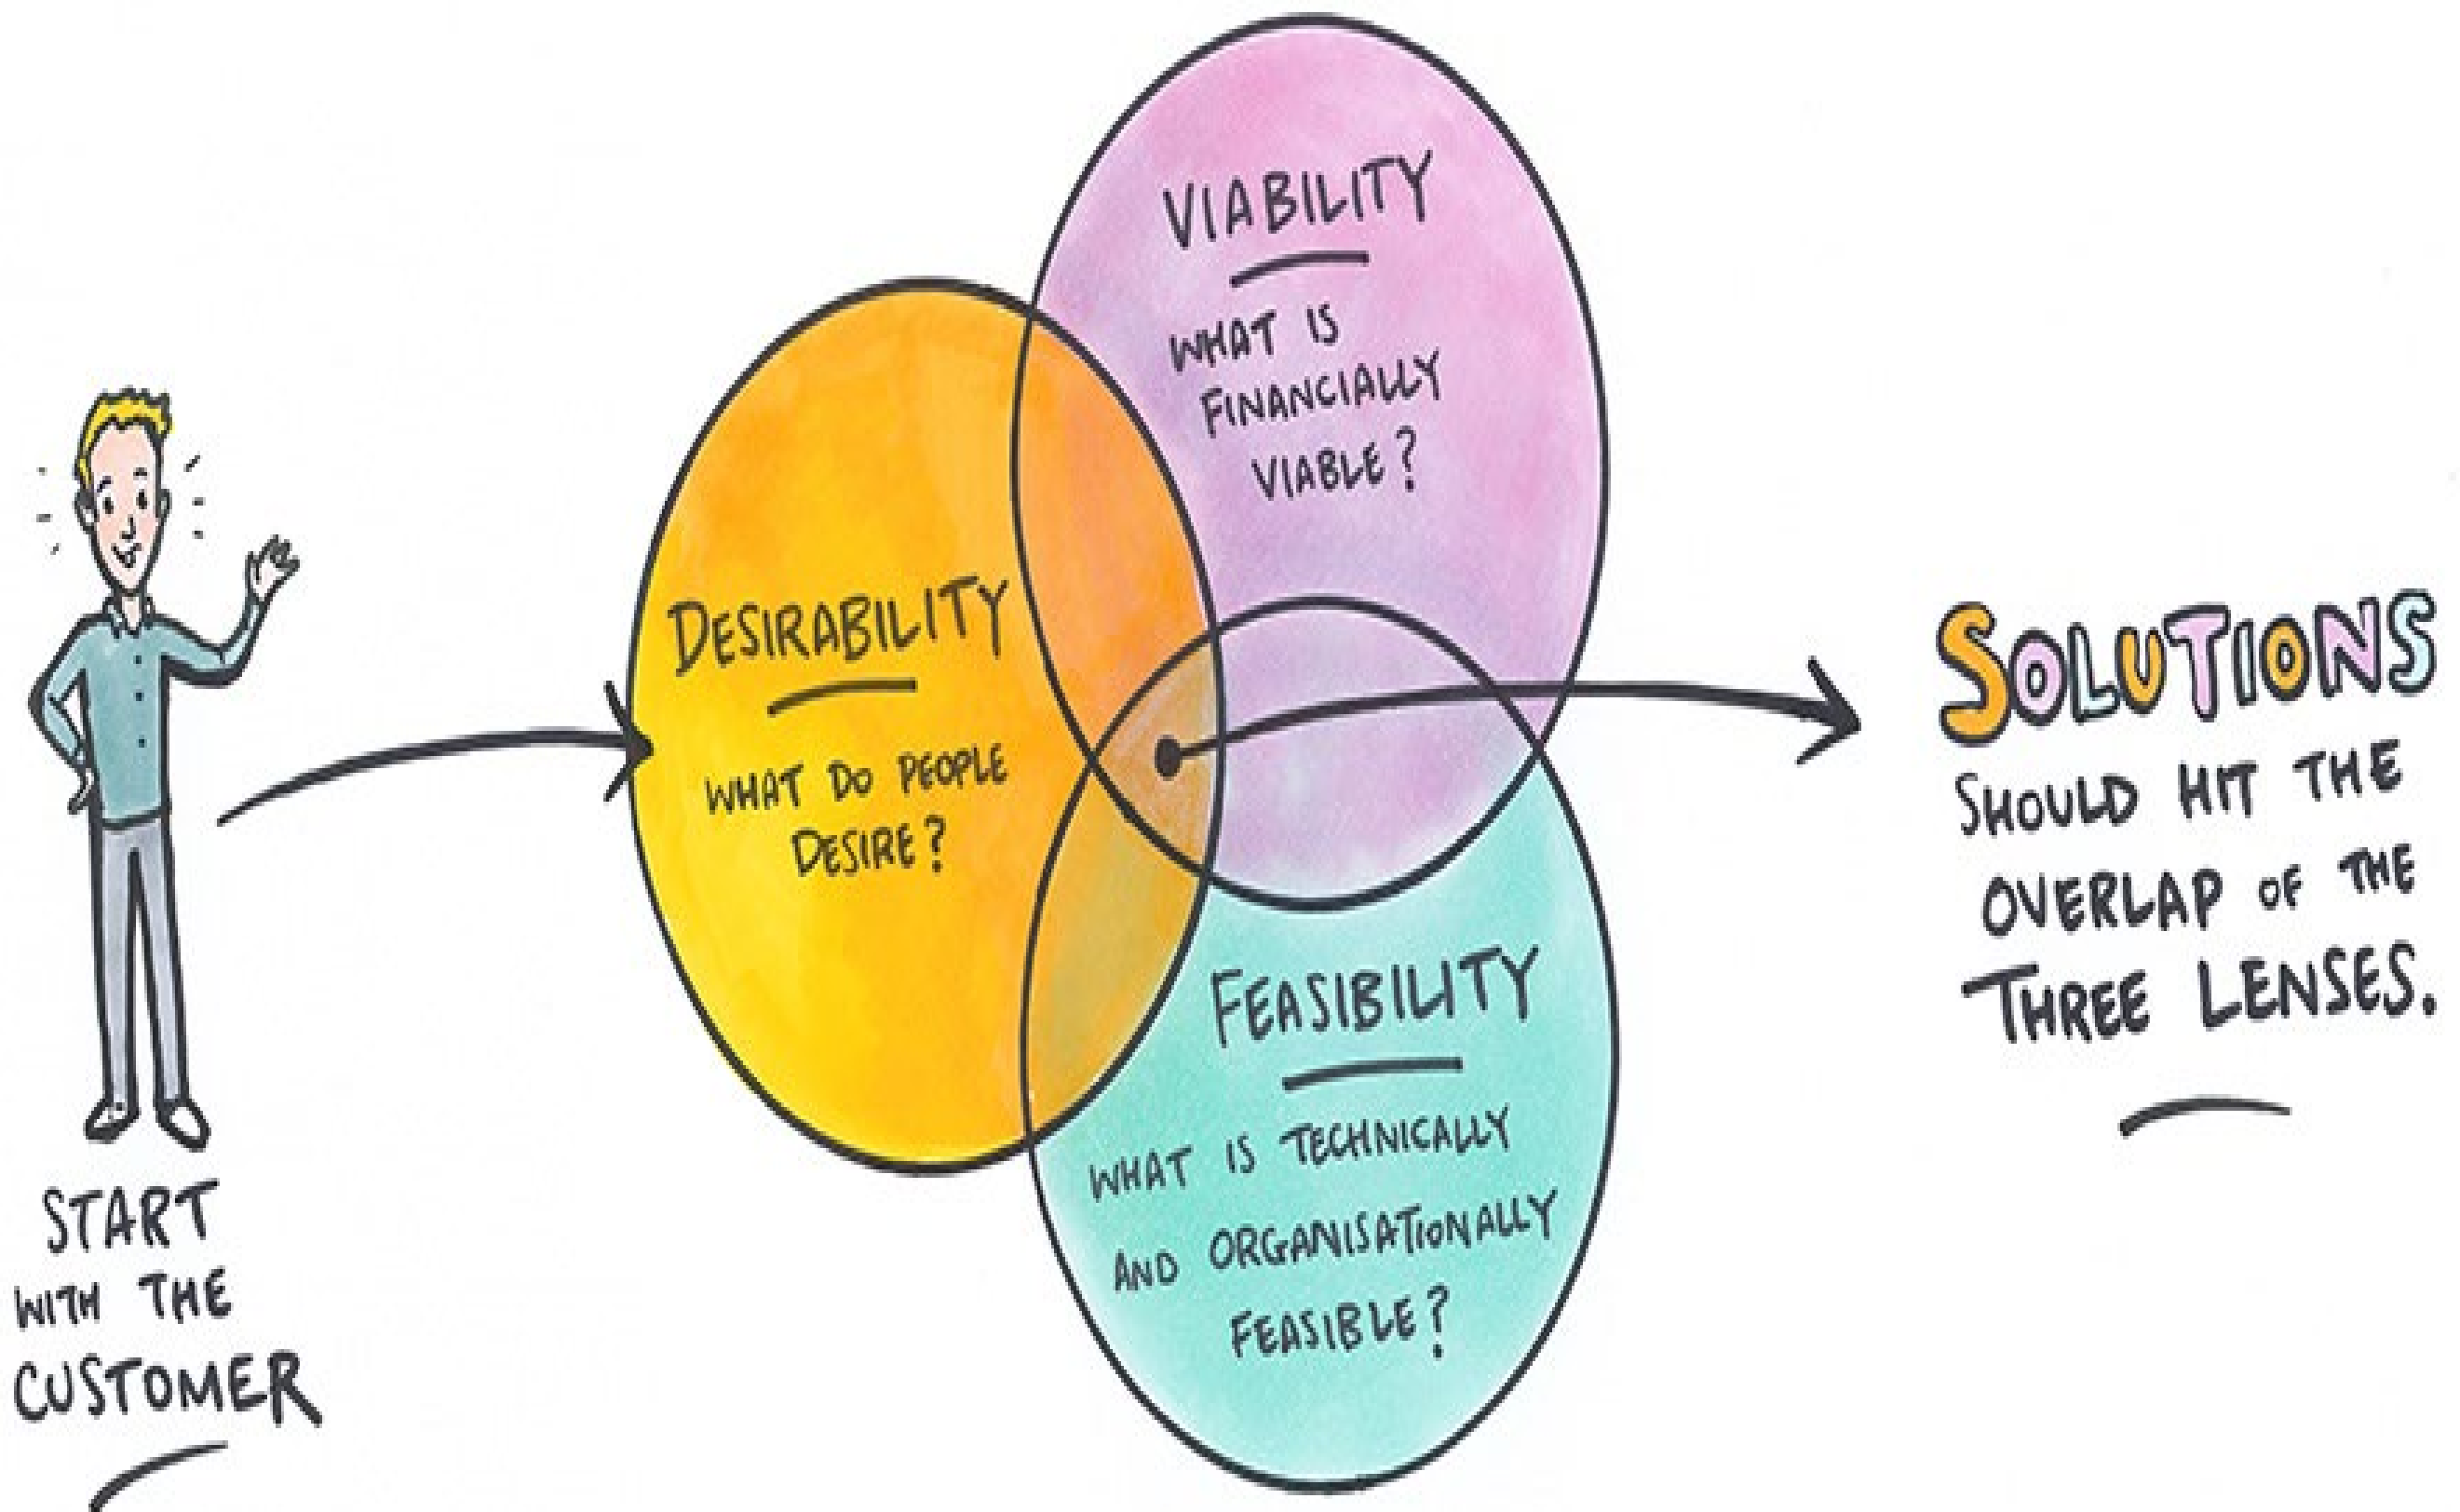 START
WITH THE
CUSTOMER
DESIRABILITY
WHAT DO PEOPLE
DESIRE?
VIABILITY
WHAT IS
FINANCIALLY
VIABLE?
FEASIBILITY
WHAT IS TECHNICALLY
AND ORGANISATIONALLY
FEASIBLE?
SOLUTIONS
SHOULD HIT THE
OVERLAP OF THE
THREE LENSES.